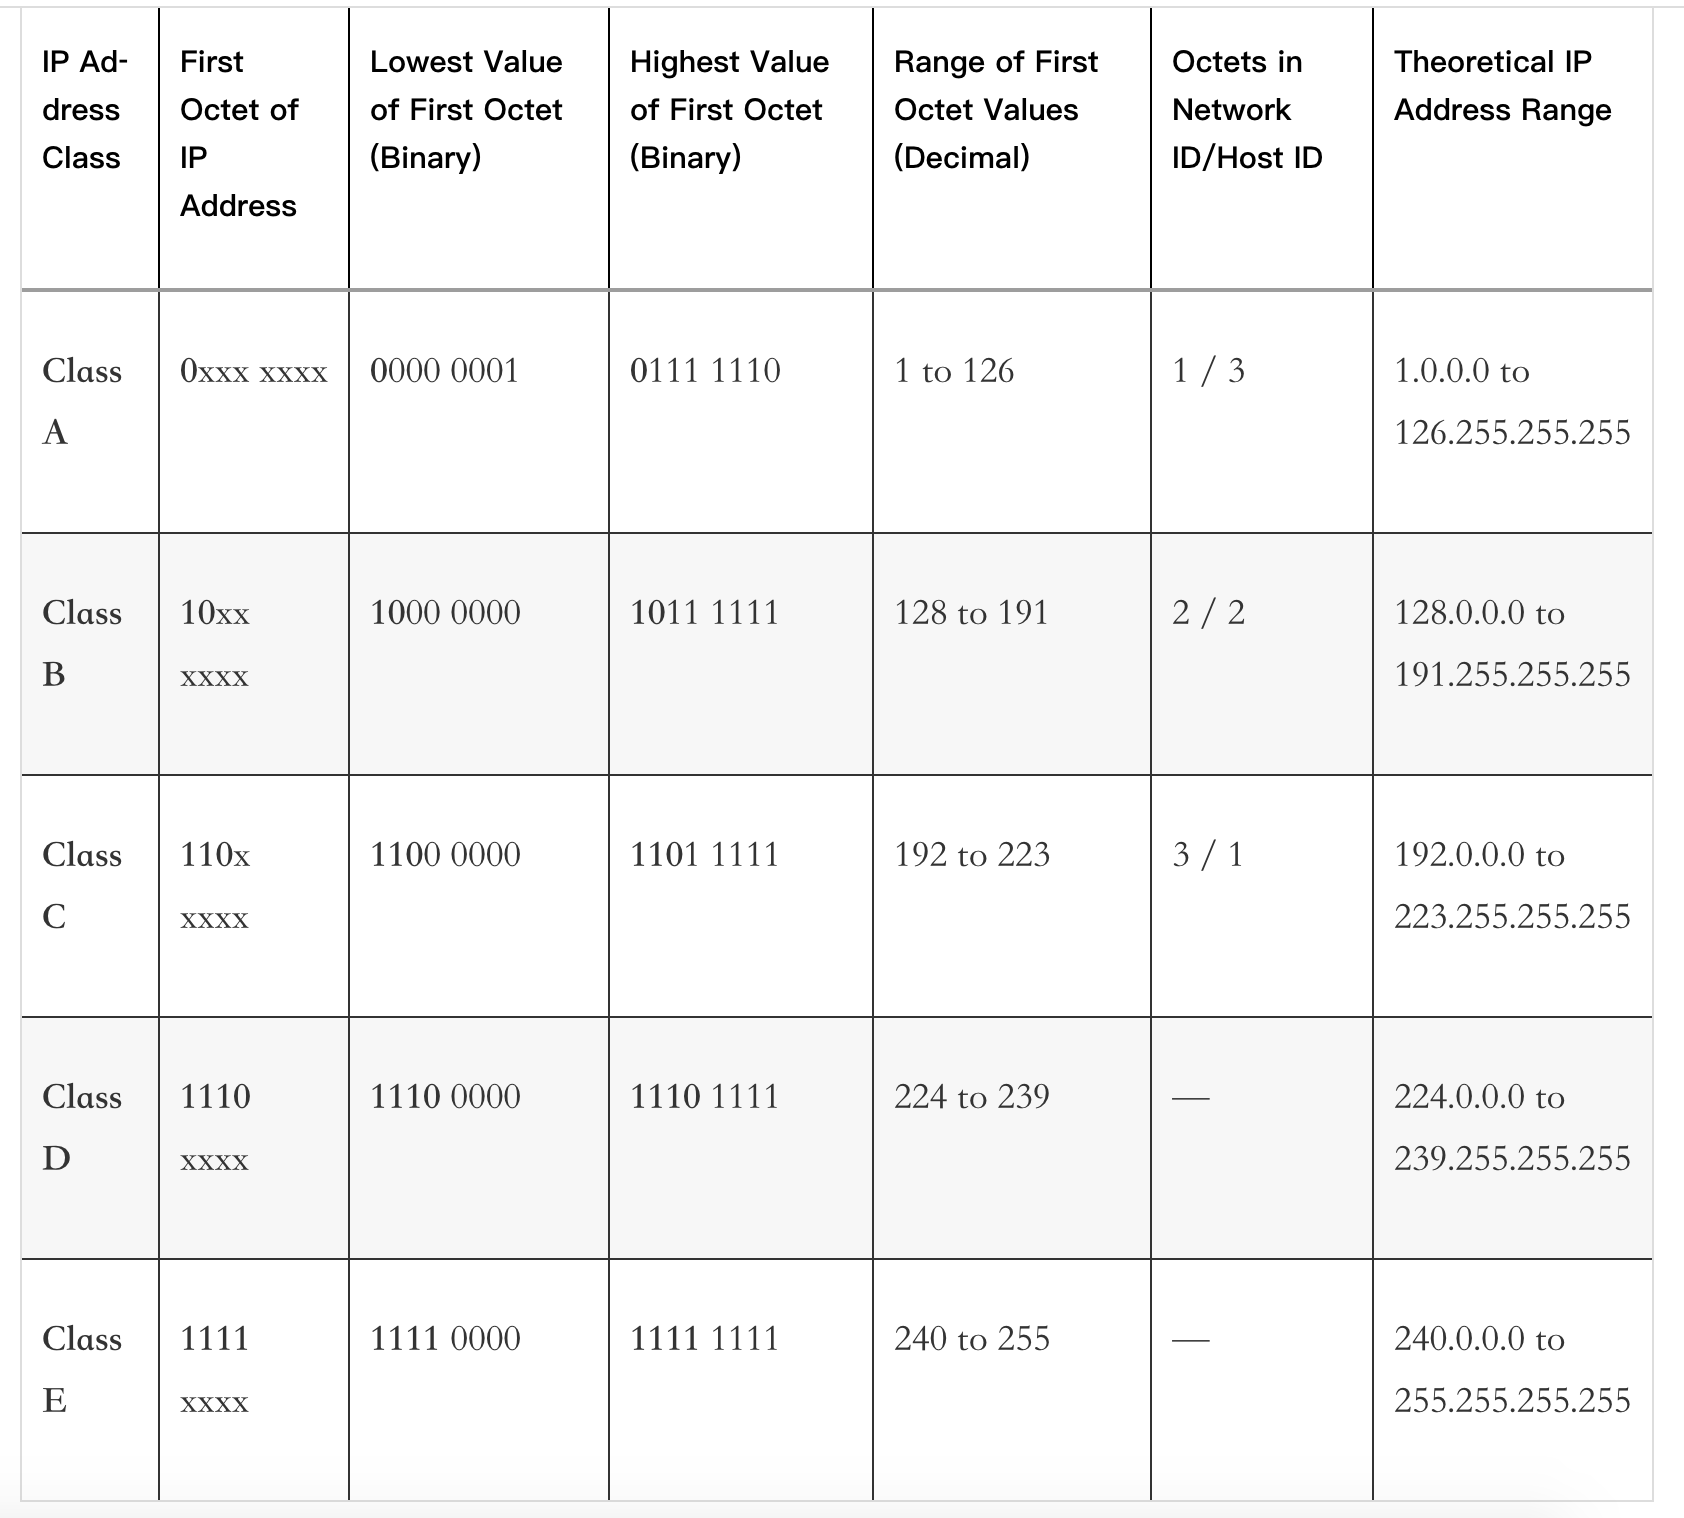 IP Ad-
dress
Class
First
Octet of
IP
Address
Lowest Value
of First Octet
(Binary)
Highest Value
of First Octet
(Binary)
Range of First
Octet Values
(Decimal)
Octets in
Network
ID/Host ID
Theoretical IP
Address Range
Class
A
0xxx xxxx
0000 0001
0111 1110
1 to 126
1 / 3
1.0.0.0 to
126.255.255.255
Class
B
10xx
xxxx
1000 0000
1011 1111
128 to 191
2 / 2
128.0.0.0 to
191.255.255.255
Class
C
110x
xxxx
1100 0000
1101 1111
192 to 223
3 / 1
192.0.0.0 to
223.255.255.255
Class
D
1110
xxxx
1110 0000
1110 1111
224 to 239
—
224.0.0.0 to
239.255.255.255
Class
E
1111
xxxx
1111 0000
1111 1111
240 to 255
—
240.0.0.0 to
255.255.255.255